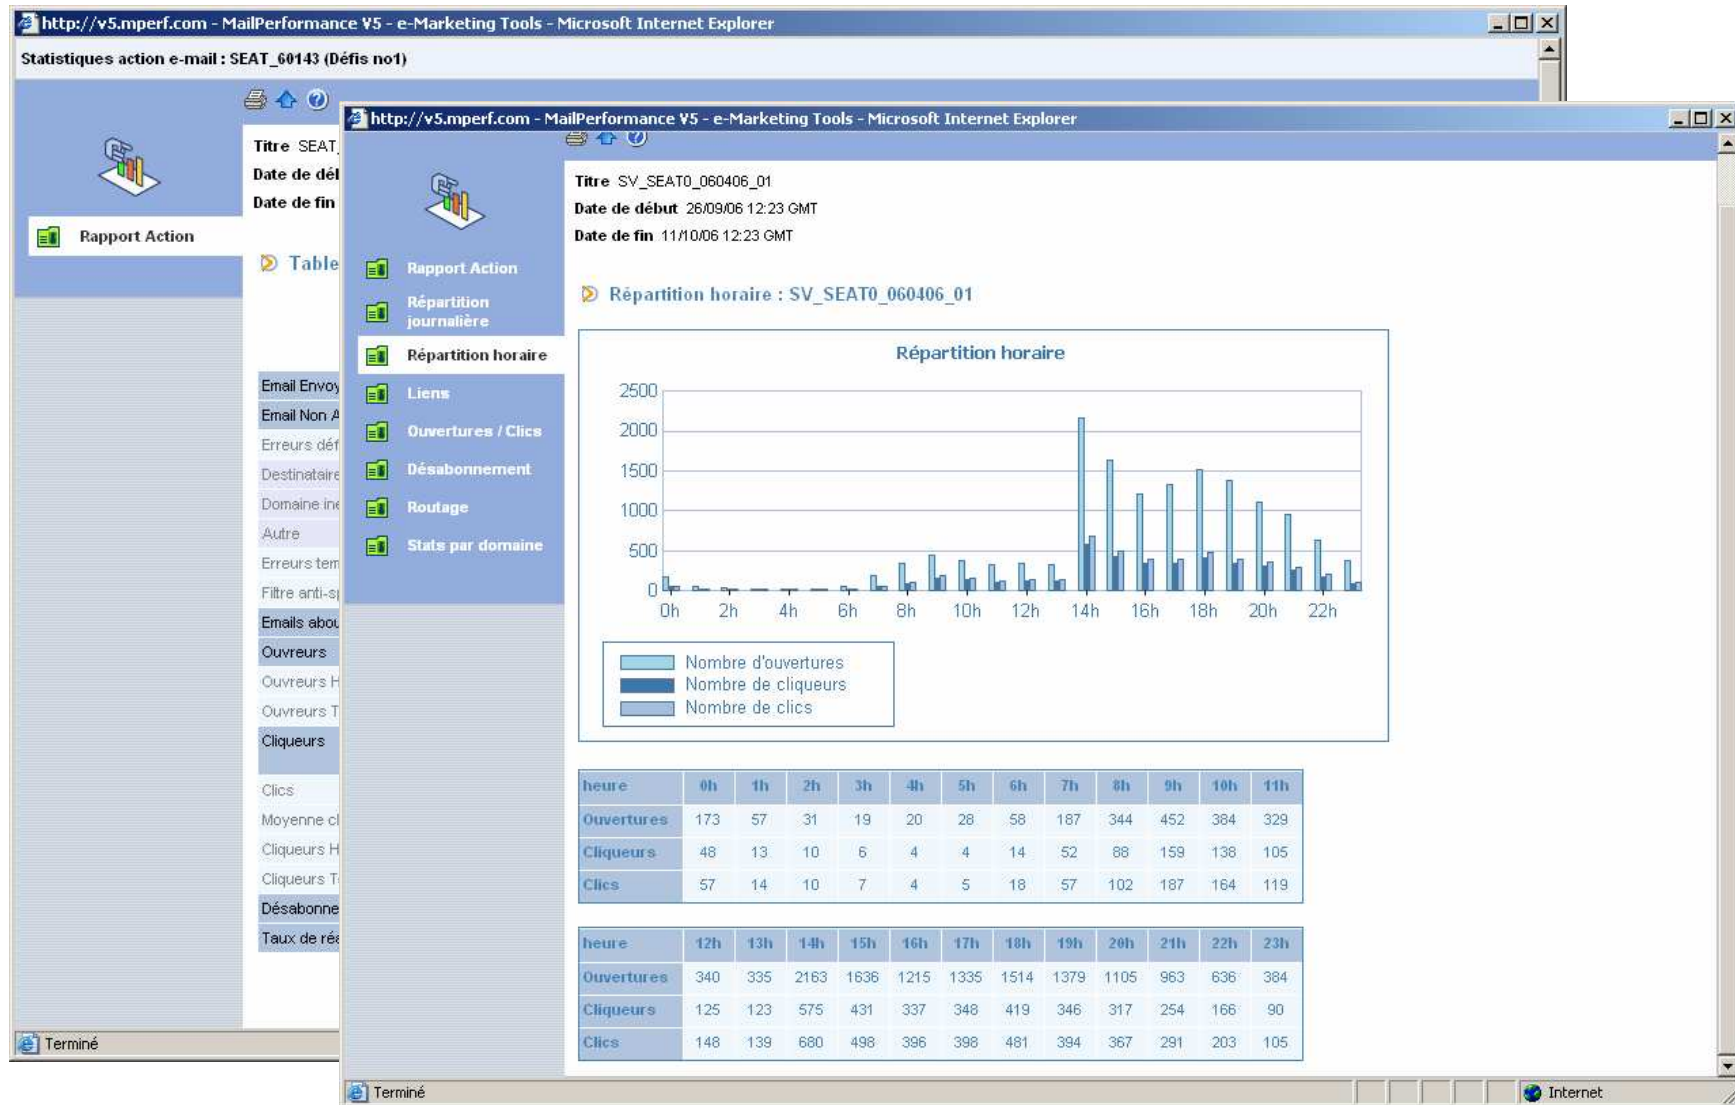 http://v5.mperf.com - MailPerformance V5 - e-Marketing Tools - Microsoft Internet Explorer
Statistiques action e-mail : SEAT_60143 (Défis no1)
Titre SEAT_
Date de dé
Date de fin
Rapport Action
Table
Email Envoy
Email Non A
Erreurs déf
Destinataire
Domaine ine
Autre
Erreurs tem
Filtre anti-s
Emails abou
Ouvreurs
Ouvreurs H
Ouvreurs T
Cliqueurs
Clics
Moyenne cl
Cliqueurs H
Cliqueurs T
Désabonne
Taux de réa
Terminé
http://v5.mperf.com - MailPerformance V5 - e-Marketing Tools - Microsoft Internet Explorer
Titre SV_SEAT0_060406_01
Date de début 26/09/06 12:23 GMT
Date de fin 11/10/06 12:23 GMT
Rapport Action
Répartition
journalière
Répartition horaire
Liens
Ouvertures / Clics
Désabonnement
Routage
Stats par domaine
Répartition horaire : SV_SEAT0_060406_01
Répartition horaire
2500
2000
1500
1000
500
0
0h 2h 4h 6h 8h 10h 12h 14h 16h 18h 20h 22h
Nombre d'ouvertures
Nombre de cliqueurs
Nombre de clics
heure 0h 1h 2h 3h 4h 5h 6h 7h 8h 9h 10h 11h
Ouvertures 173 57 31 19 20 28 58 187 344 452 384 329
Cliqueurs 48 13 10 6 4 4 14 52 88 159 138 105
Clics 57 14 10 7 4 5 18 57 102 187 164 119
heure 12h 13h 14h 15h 16h 17h 18h 19h 20h 21h 22h 23h
Ouvertures 340 335 2163 1636 1215 1335 1514 1379 1105 963 636 384
Cliqueurs 125 123 575 431 337 348 419 346 317 254 166 90
Clics 148 139 680 498 396 398 481 394 367 291 203 105
Terminé
Internet